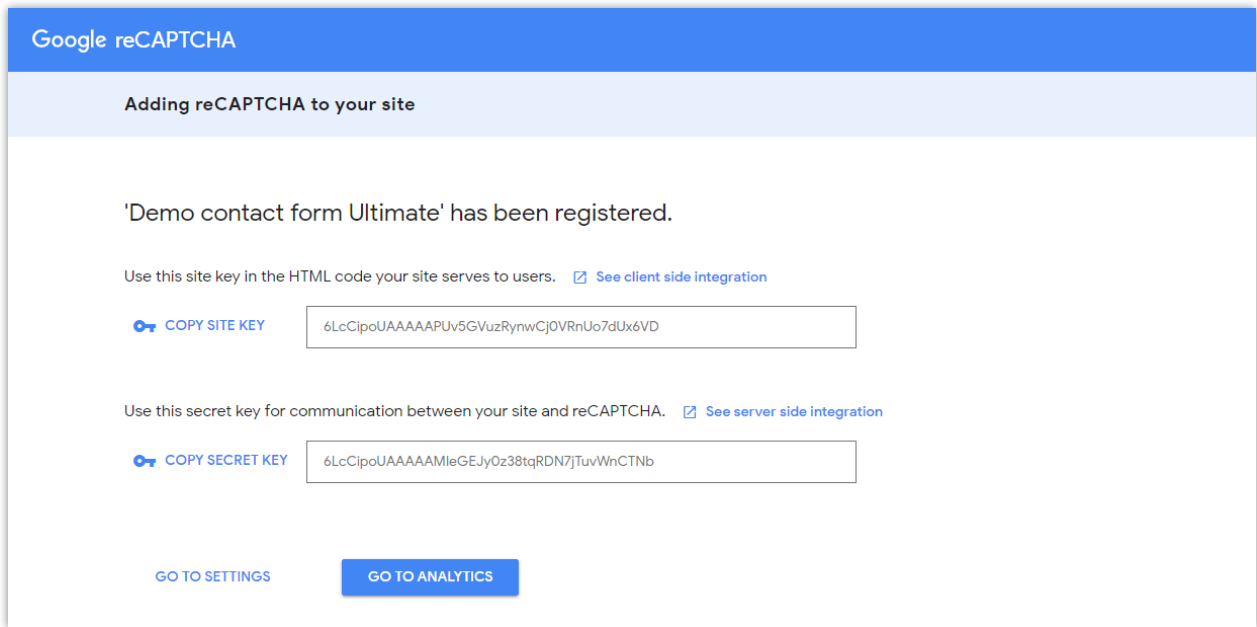 Google reCAPTCHA
Adding reCAPTCHA to your site
'Demo contact form Ultimate' has been registered.
Use this site key in the HTML code your site serves to users. See client side integration
COPY SITE KEY 6LcCipoUAAAAAPUv5GVuzRynwCj0VRnUo7dUx6VD
Use this secret key for communication between your site and reCAPTCHA. See server side integration
COPY SECRET KEY 6LcCipoUAAAAAMIeGEJy0z38tqRDN7jTuvWnCTNb
GO TO SETTINGS GO TO ANALYTICS